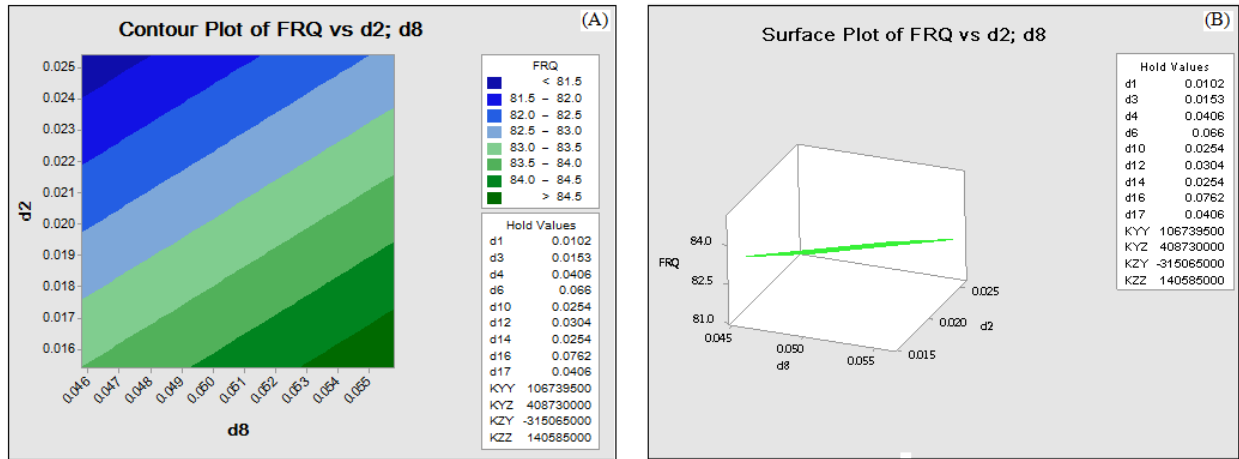 (A)
Contour Plot of FRQ vs d2; d8
0.025
0.024
0.023
0.022
0.021
0.020
0.019
0.018
0.017
0.016
d2
0.046
0.047
0.048
0.049
0.050
0.051
0.052
0.053
0.054
0.055
d8
FRQ
< 81.5
81.5 – 82.0
82.0 – 82.5
82.5 – 83.0
83.0 – 83.5
83.5 – 84.0
84.0 – 84.5
> 84.5
Hold Values
d1 0.0102
d3 0.0153
d4 0.0406
d6 0.066
d10 0.0254
d12 0.0304
d14 0.0254
d16 0.0762
d17 0.0406
KYY 106739500
KYZ 408730000
KZY -315065000
KZZ 140585000
(B)
Surface Plot of FRQ vs d2; d8
84.0
FRQ
82.5
81.0
0.045
0.050
0.055
d8
0.015
0.020
0.025
d2
Hold Values
d1 0.0102
d3 0.0153
d4 0.0406
d6 0.066
d10 0.0254
d12 0.0304
d14 0.0254
d16 0.0762
d17 0.0406
KYY 106739500
KYZ 408730000
KZY -315065000
KZZ 140585000